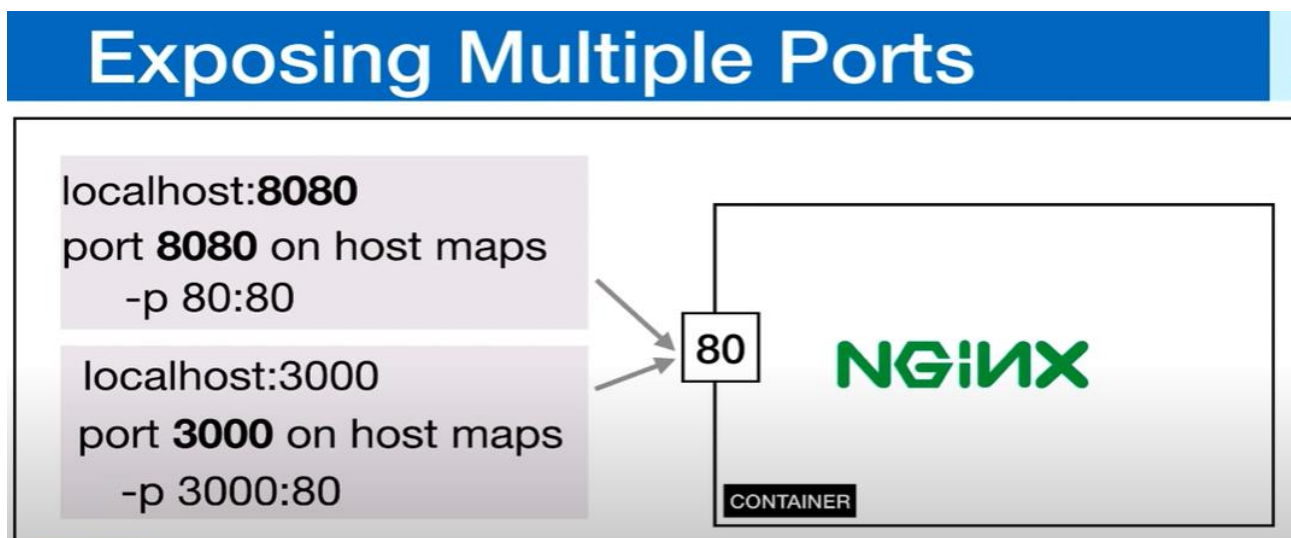 Exposing Multiple Ports
localhost:8080
port 8080 on host maps
-p 80:80
localhost:3000
port 3000 on host maps
-p 3000:80
80
NGINX
CONTAINER